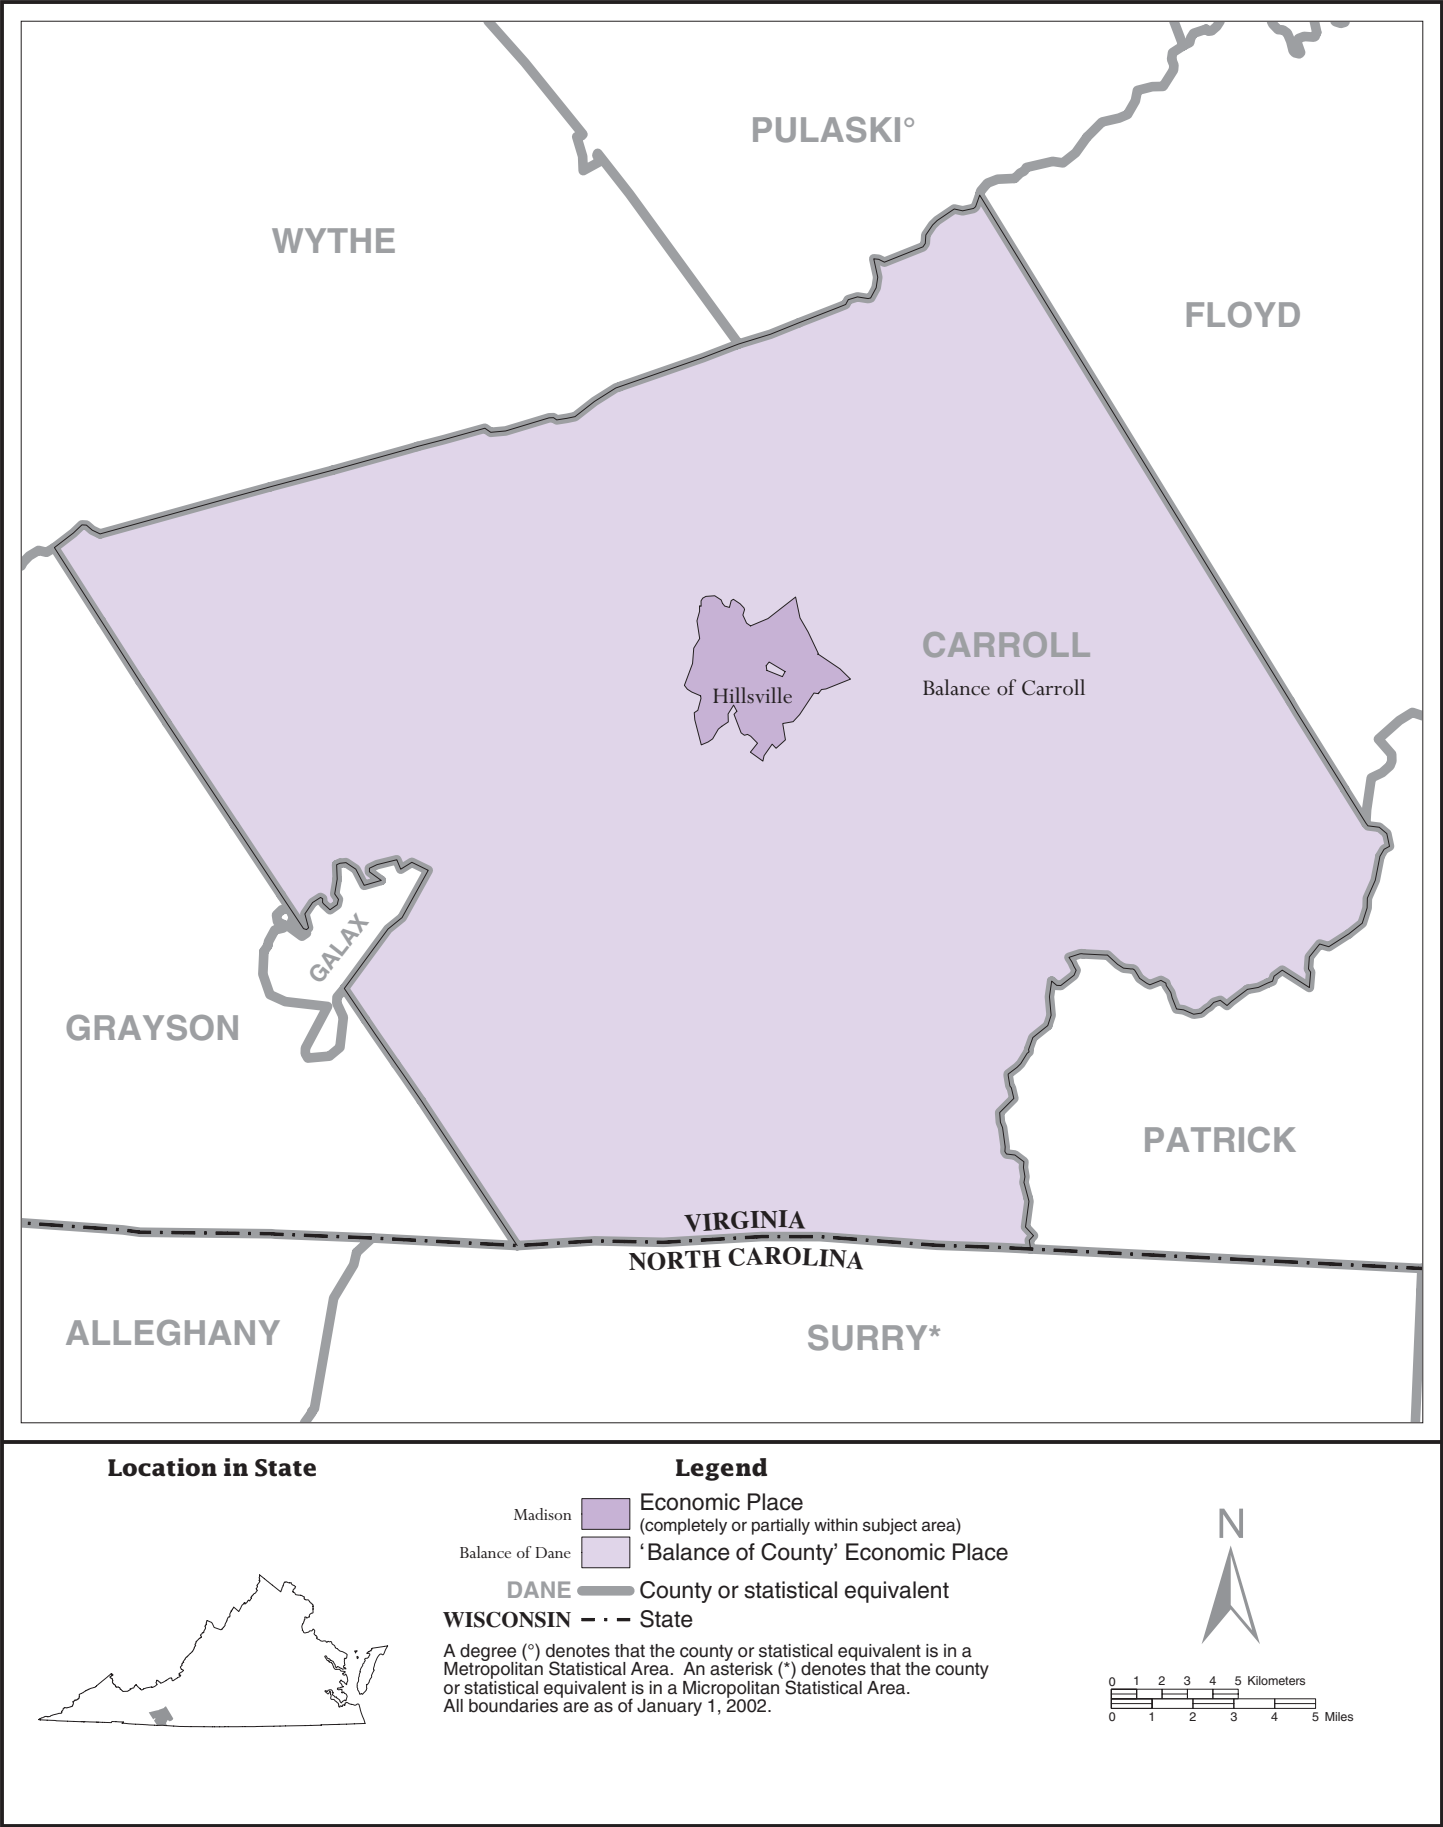 PULASKI°
WYTHE
FLOYD
CARROLL
Balance of Carroll
Hillsville
GALAX
GRAYSON
PATRICK
VIRGINIA
NORTH CAROLINA
ALLEGHANY
SURRY*
Location in State
Legend
Madison
Economic Place
(completely or partially within subject area)
Balance of Dane
‘Balance of County’ Economic Place
DANE
County or statistical equivalent
WISCONSIN
State
A degree (°) denotes that the county or statistical equivalent is in a
Metropolitan Statistical Area. An asterisk (*) denotes that the county
or statistical equivalent is in a Micropolitan Statistical Area.
All boundaries are as of January 1, 2002.
N
0 1 2 3 4 5 Kilometers
0 1 2 3 4 5 Miles